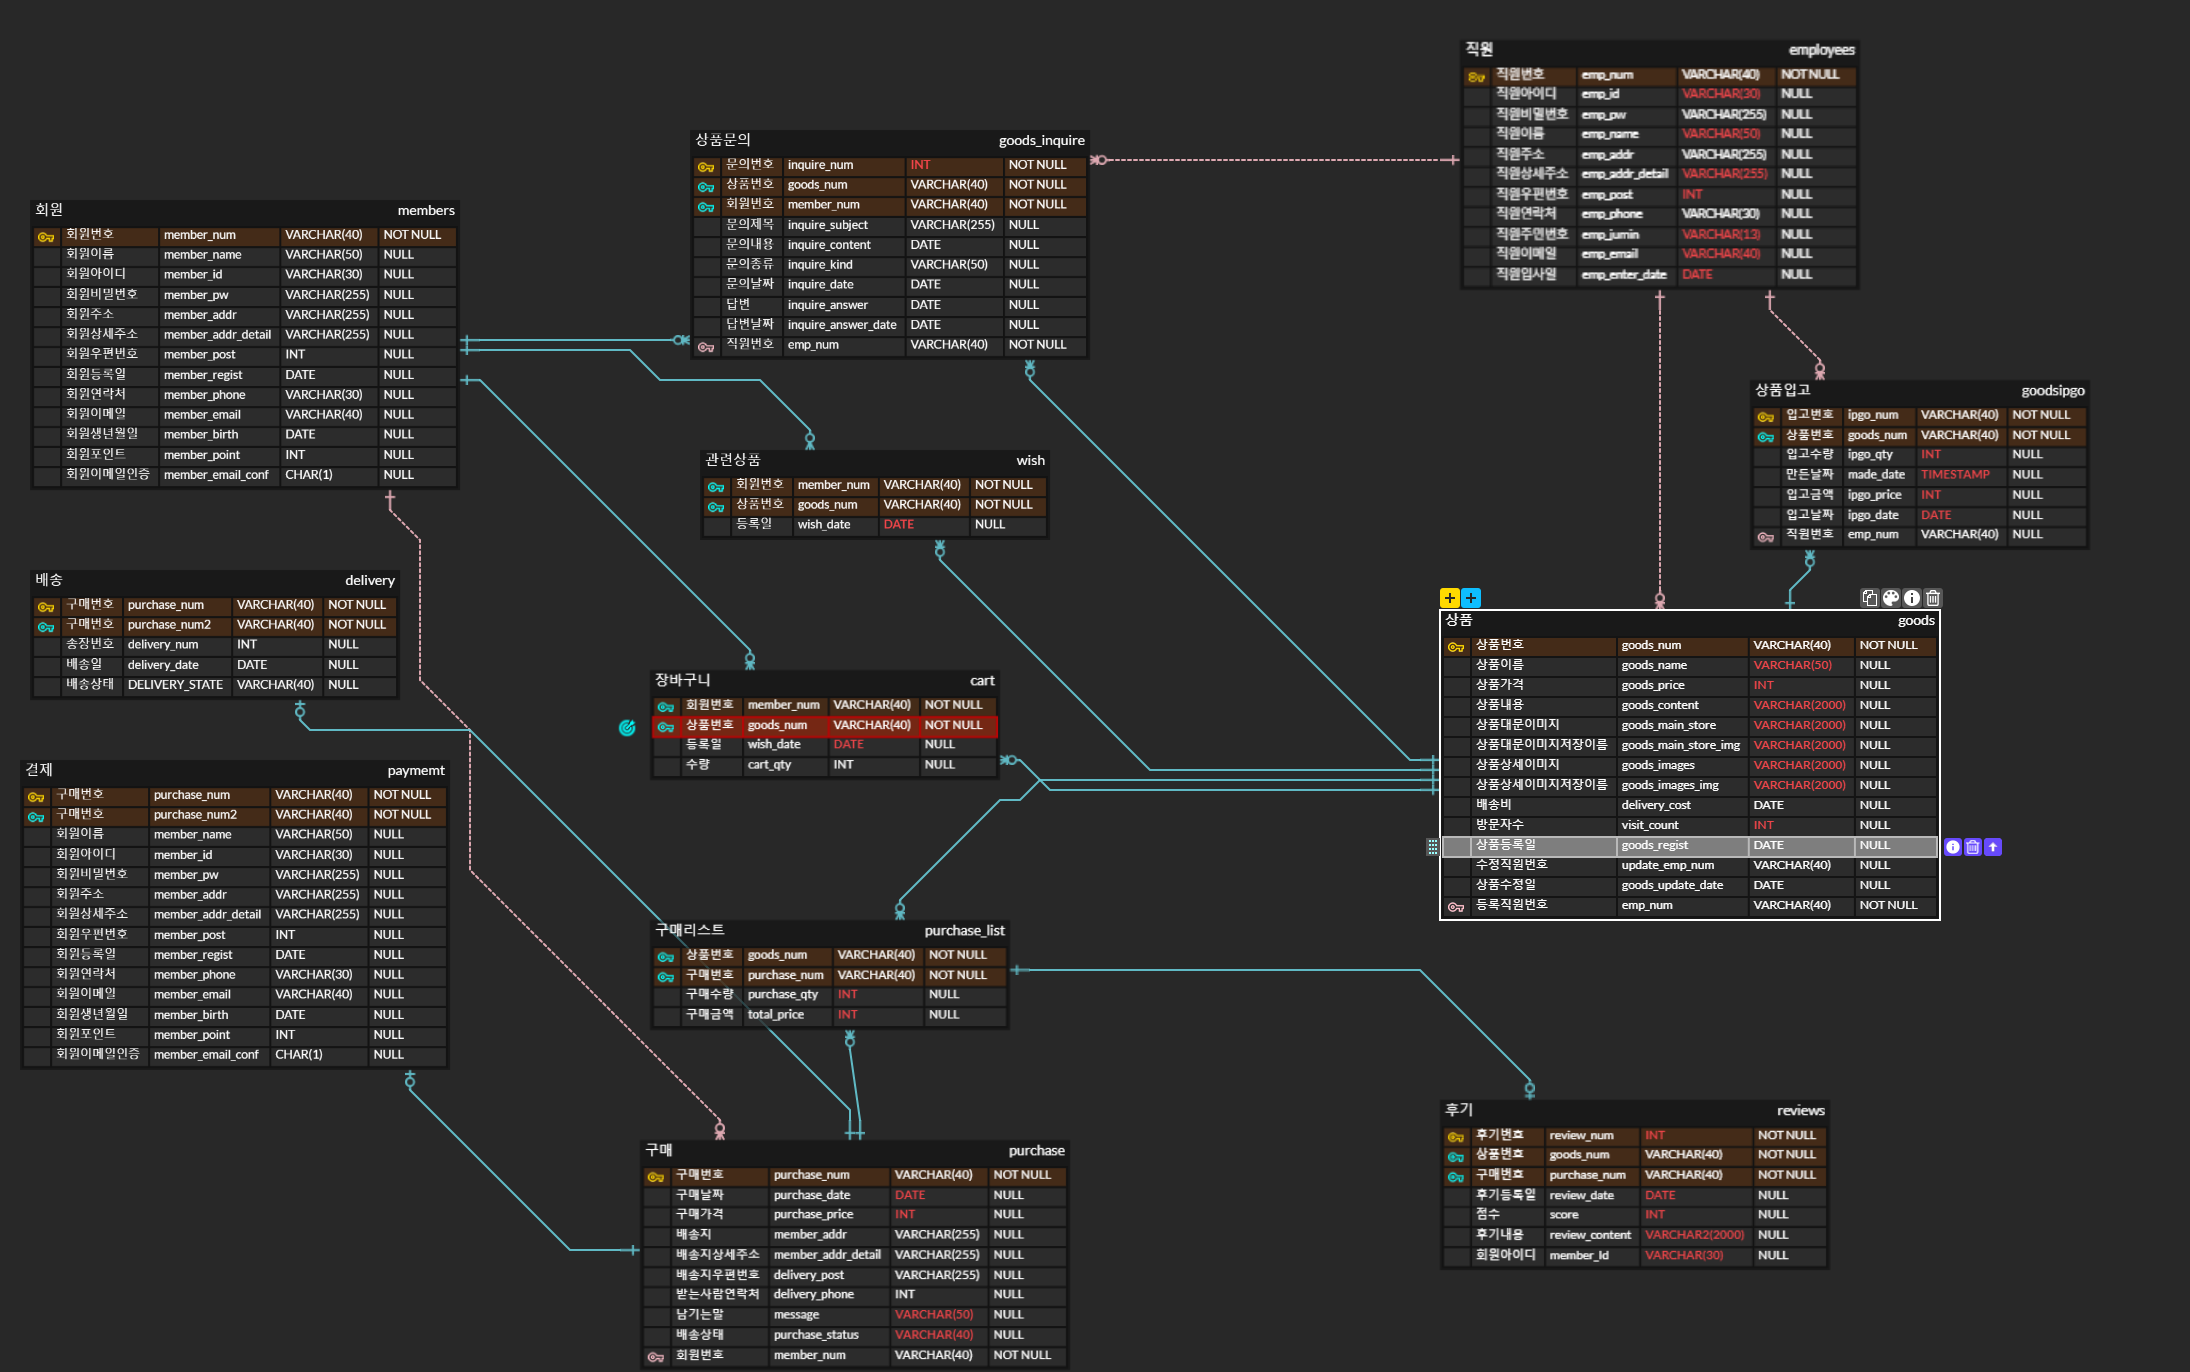 직원 employees
직원번호 emp_num VARCHAR(40) NOT NULL
직원아이디 emp_id VARCHAR(30) NULL
직원비밀번호 emp_pw VARCHAR(255) NULL
직원이름 emp_name VARCHAR(50) NULL
직원주소 emp_addr VARCHAR(255) NULL
직원상세주소 emp_addr_detail VARCHAR(255) NULL
직원우편번호 emp_post INT NULL
직원연락처 emp_phone VARCHAR(30) NULL
직원주민번호 emp_jumin VARCHAR(13) NULL
직원이메일 emp_email VARCHAR(40) NULL
직원입사일 emp_enter_date DATE NULL
상품문의 goods_inquire
문의번호 inquire_num INT NOT NULL
상품번호 goods_num VARCHAR(40) NOT NULL
회원번호 member_num VARCHAR(40) NOT NULL
문의제목 inquire_subject VARCHAR(255) NULL
문의내용 inquire_content DATE NULL
문의종류 inquire_kind VARCHAR(50) NULL
문의날짜 inquire_date DATE NULL
답변 inquire_answer DATE NULL
답변날짜 inquire_answer_date DATE NULL
직원번호 emp_num VARCHAR(40) NOT NULL
회원 members
회원번호 member_num VARCHAR(40) NOT NULL
회원이름 member_name VARCHAR(50) NULL
회원아이디 member_id VARCHAR(30) NULL
회원비밀번호 member_pw VARCHAR(255) NULL
회원주소 member_addr VARCHAR(255) NULL
회원상세주소 member_addr_detail VARCHAR(255) NULL
회원우편번호 member_post INT NULL
회원등록일 member_regist DATE NULL
회원연락처 member_phone VARCHAR(30) NULL
회원이메일 member_email VARCHAR(40) NULL
회원생년월일 member_birth DATE NULL
회원포인트 member_point INT NULL
회원이메일인증 member_email_conf CHAR(1) NULL
상품입고 goodsipgo
입고번호 ipgo_num VARCHAR(40) NOT NULL
상품번호 goods_num VARCHAR(40) NOT NULL
입고수량 ipgo_qty INT NULL
만든날짜 made_date TIMESTAMP NULL
입고금액 ipgo_price INT NULL
입고날짜 ipgo_date DATE NULL
직원번호 emp_num VARCHAR(40) NULL
관련상품 wish
회원번호 member_num VARCHAR(40) NOT NULL
상품번호 goods_num VARCHAR(40) NOT NULL
등록일 wish_date DATE NULL
배송 delivery
구매번호 purchase_num VARCHAR(40) NOT NULL
구매번호 purchase_num2 VARCHAR(40) NOT NULL
송장번호 delivery_num INT NULL
배송일 delivery_date DATE NULL
배송상태 DELIVERY_STATE VARCHAR(40) NULL
상품 goods
상품번호 goods_num VARCHAR(40) NOT NULL
상품이름 goods_name VARCHAR(50) NULL
상품가격 goods_price INT NULL
상품내용 goods_content VARCHAR(2000) NULL
상품대문이미지 goods_main_store VARCHAR(2000) NULL
상품대문이미지저장이름 goods_main_store_img VARCHAR(2000) NULL
상품상세이미지 goods_images VARCHAR(2000) NULL
상품상세이미지저장이름 goods_images_img VARCHAR(2000) NULL
배송비 delivery_cost DATE NULL
방문자수 visit_count INT NULL
상품등록일 goods_regist DATE NULL
수정직원번호 update_emp_num VARCHAR(40) NULL
상품수정일 goods_update_date DATE NULL
등록직원번호 emp_num VARCHAR(40) NOT NULL
장바구니 cart
회원번호 member_num VARCHAR(40) NOT NULL
상품번호 goods_num VARCHAR(40) NOT NULL
등록일 wish_date DATE NULL
수량 cart_qty INT NULL
결제 paymemt
구매번호 purchase_num VARCHAR(40) NOT NULL
구매번호 purchase_num2 VARCHAR(40) NOT NULL
회원이름 member_name VARCHAR(50) NULL
회원아이디 member_id VARCHAR(30) NULL
회원비밀번호 member_pw VARCHAR(255) NULL
회원주소 member_addr VARCHAR(255) NULL
회원상세주소 member_addr_detail VARCHAR(255) NULL
회원우편번호 member_post INT NULL
회원등록일 member_regist DATE NULL
회원연락처 member_phone VARCHAR(30) NULL
회원이메일 member_email VARCHAR(40) NULL
회원생년월일 member_birth DATE NULL
회원포인트 member_point INT NULL
회원이메일인증 member_email_conf CHAR(1) NULL
구매리스트 purchase_list
상품번호 goods_num VARCHAR(40) NOT NULL
구매번호 purchase_num VARCHAR(40) NOT NULL
구매수량 purchase_qty INT NULL
구매금액 total_price INT NULL
구매 purchase
구매번호 purchase_num VARCHAR(40) NOT NULL
구매날짜 purchase_date DATE NULL
구매가격 purchase_price INT NULL
배송지 member_addr VARCHAR(255) NULL
배송지상세주소 member_addr_detail VARCHAR(255) NULL
배송지우편번호 delivery_post VARCHAR(255) NULL
받는사람연락처 delivery_phone INT NULL
남기는말 message VARCHAR(50) NULL
배송상태 purchase_status VARCHAR(40) NULL
회원번호 member_num VARCHAR(40) NOT NULL
후기 reviews
후기번호 review_num INT NOT NULL
상품번호 goods_num VARCHAR(40) NOT NULL
구매번호 purchase_num VARCHAR(40) NOT NULL
후기등록일 review_date DATE NULL
점수 score INT NULL
후기내용 review_content VARCHAR2(2000) NULL
회원아이디 member_Id VARCHAR(30) NULL